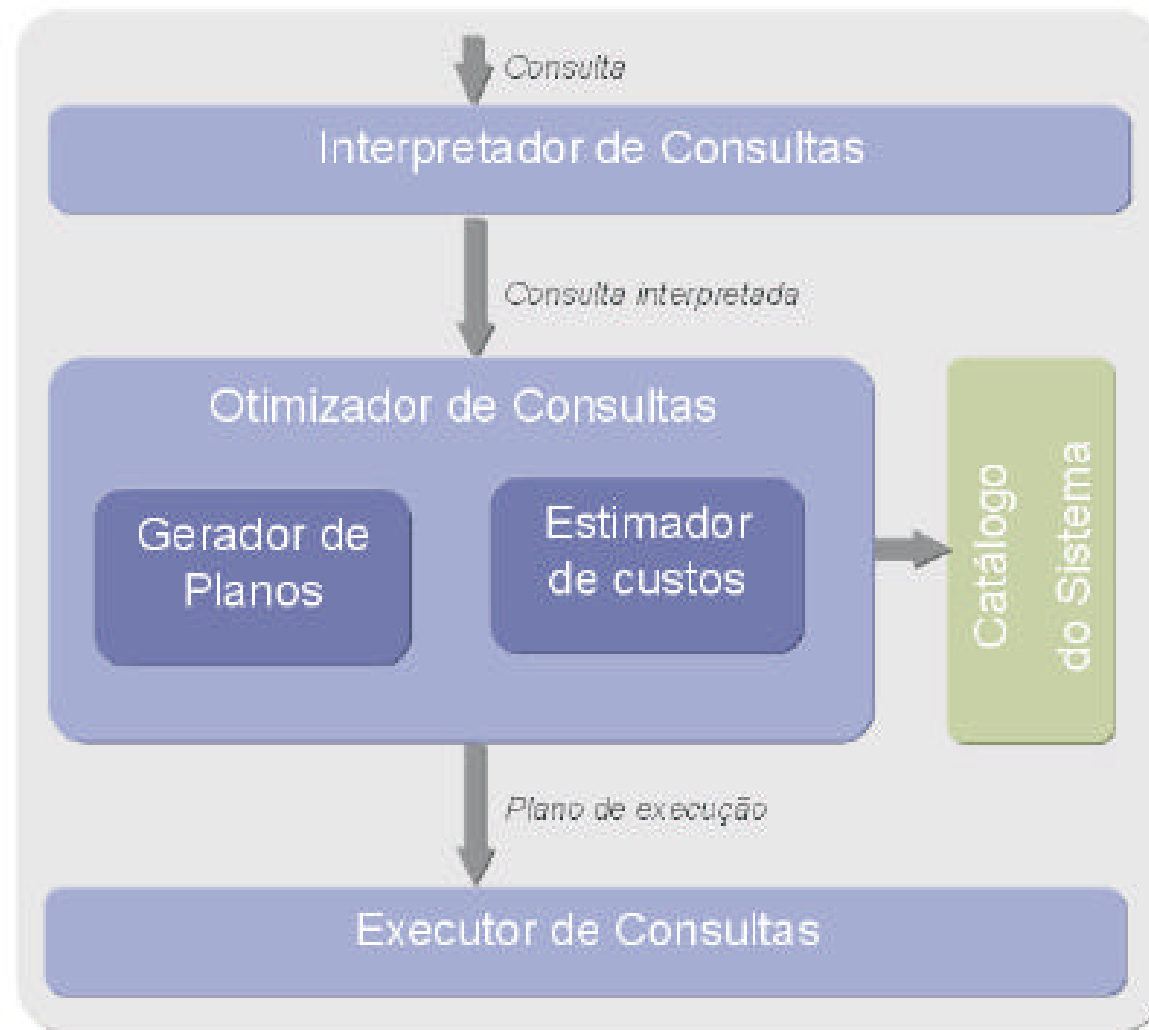 Consulta
Interpretador de Consultas
Consulta interpretada
Otimizador de Consultas
Gerador de
Planos
Estimador
de custos
Catálogo
do Sistema
Plano de execução
Executor de Consultas